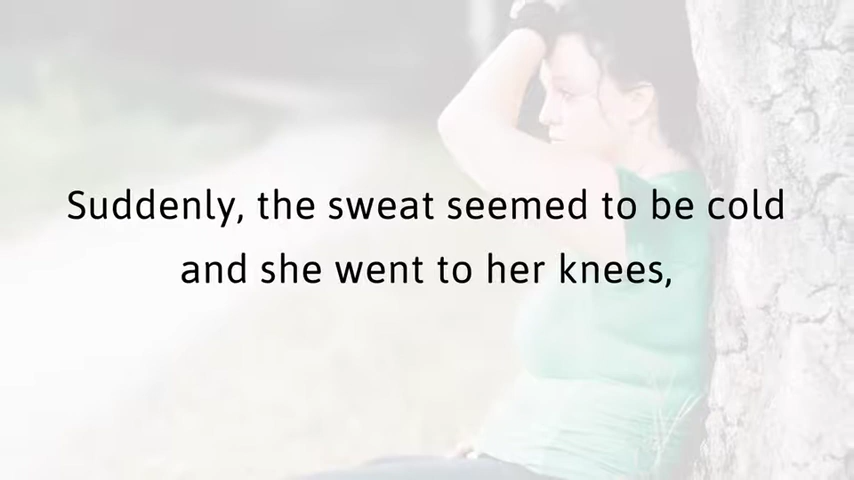 Suddenly, the sweat seemed to be cold
and she went to her knees,